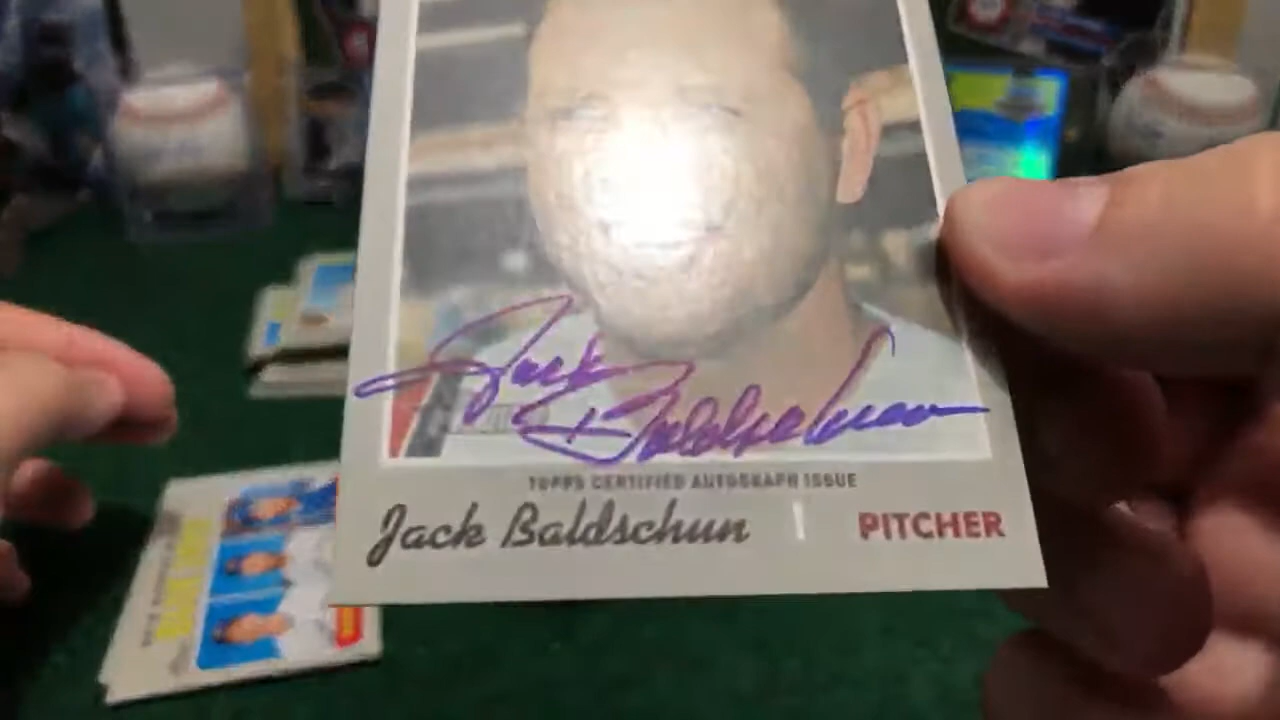 Jack Baldschun
TOPPS CERTIFIED AUTOGRAPH ISSUE
Jack Baldschun | PITCHER